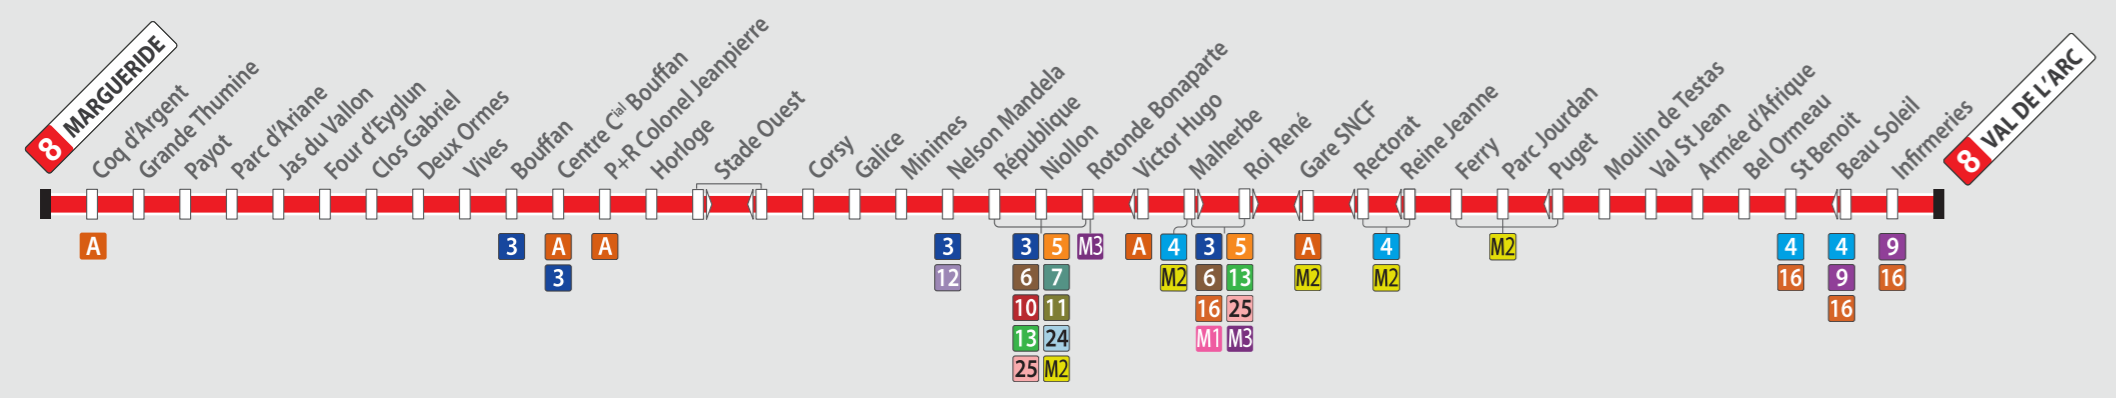 8 MARGUERIDE
Coq d'Argent
Grande Thumine
Payot
Parc d'Ariane
Jas du Vallon
Four d'Eyglun
Clos Gabriel
Deux Ormes
Vives
Bouffan
Centre Cial Bouffan
P+R Colonel Jeanpierre
Horloge
Stade Ouest
Corsy
Galice
Minimes
Nelson Mandela
République
Niollon
Rotonde Bonaparte
Victor Hugo
Malherbe
Roi René
Gare SNCF
Rectorat
Reine Jeanne
Ferry
Parc Jourdan
Puget
Moulin de Testas
Val St Jean
Armée d'Afrique
Bel Ormeau
St Benoit
Beau Soleil
Infirmeries
8 VAL DE L'ARC
A
3
A
3
A
3
12
3 5
6 7
10 11
13 24
25 M2
M3
A
4
M2
3 5
6 13
16 25
M1 M3
A
M2
4
M2
M2
4
16
4
9
16
9
16